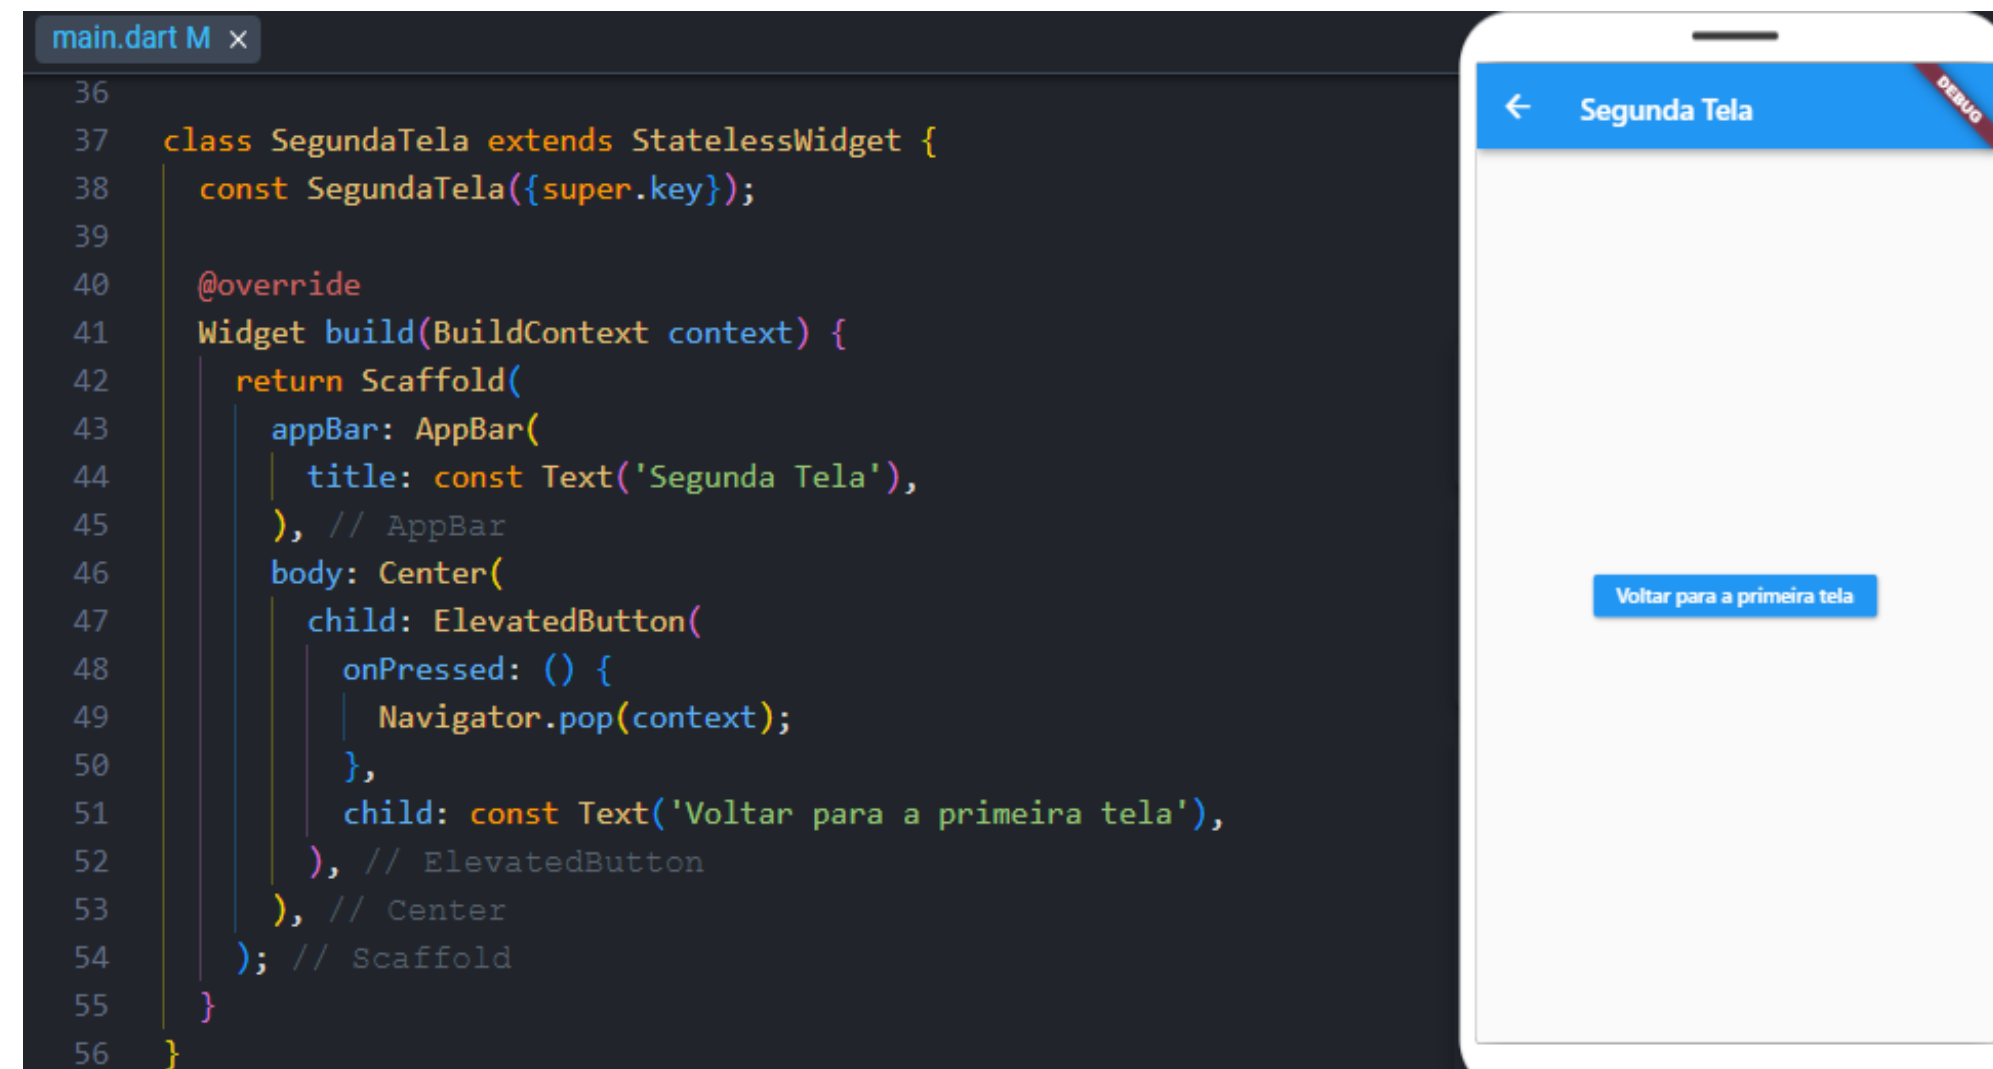 main.dart M ×
36
37 class SegundaTela extends StatelessWidget {
38 const SegundaTela({super.key});
39
40 @override
41 Widget build(BuildContext context) {
42 return Scaffold(
43 appBar: AppBar(
44 title: const Text('Segunda Tela'),
45 ), // AppBar
46 body: Center(
47 child: ElevatedButton(
48 onPressed: () {
49 Navigator.pop(context);
50 },
51 child: const Text('Voltar para a primeira tela'),
52 ), // ElevatedButton
53 ), // Center
54 ); // Scaffold
55 }
56 }
← Segunda Tela
DEBUG
Voltar para a primeira tela